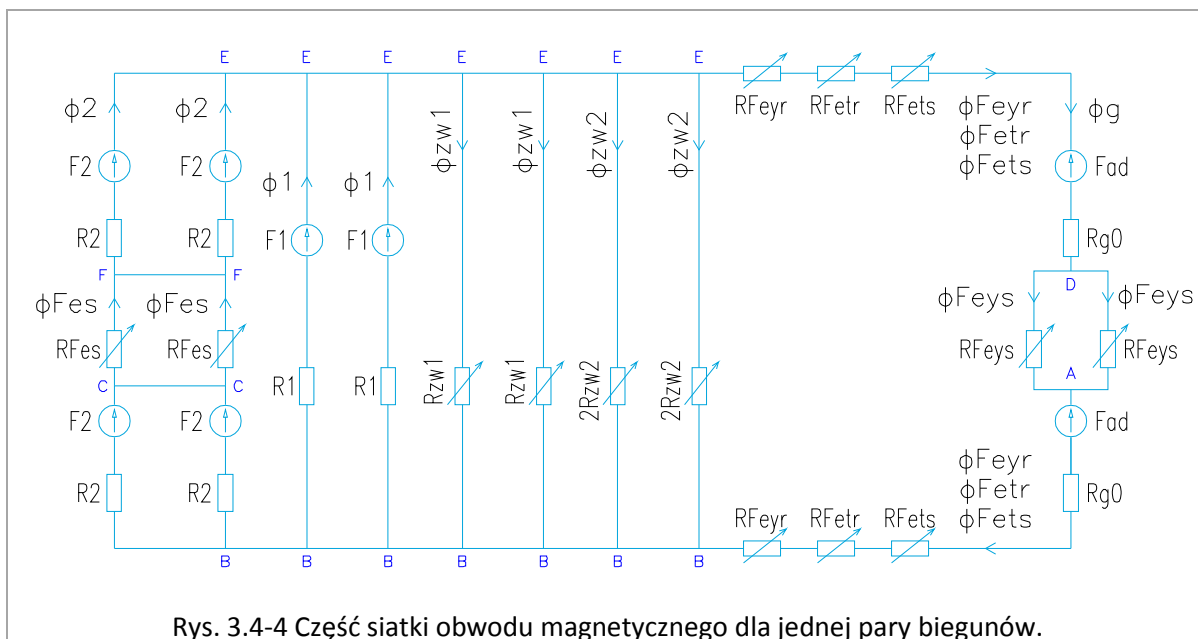 E E E E E E E
RFeyr RFetr RFets
ϕ2 ϕ2 ϕzw1 ϕzw1 ϕzw2 ϕzw2 ϕFeyr ϕg
ϕFetr
F2 F2 ϕ1 ϕ1 ϕFets Fad
R2 R2 F1 F1 Rg0
F F D
ϕFes ϕFes ϕFeys ϕFeys
RFes RFes RFeys RFeys
C C R1 R1 Rzw1 Rzw1 2Rzw2 2Rzw2 A
F2 F2 Fad
ϕFeyr
R2 R2 ϕFetr Rg0
RFeyr RFetr RFets ϕFets
B B B B B B B
Rys. 3.4-4 Część siatki obwodu magnetycznego dla jednej pary biegunów.